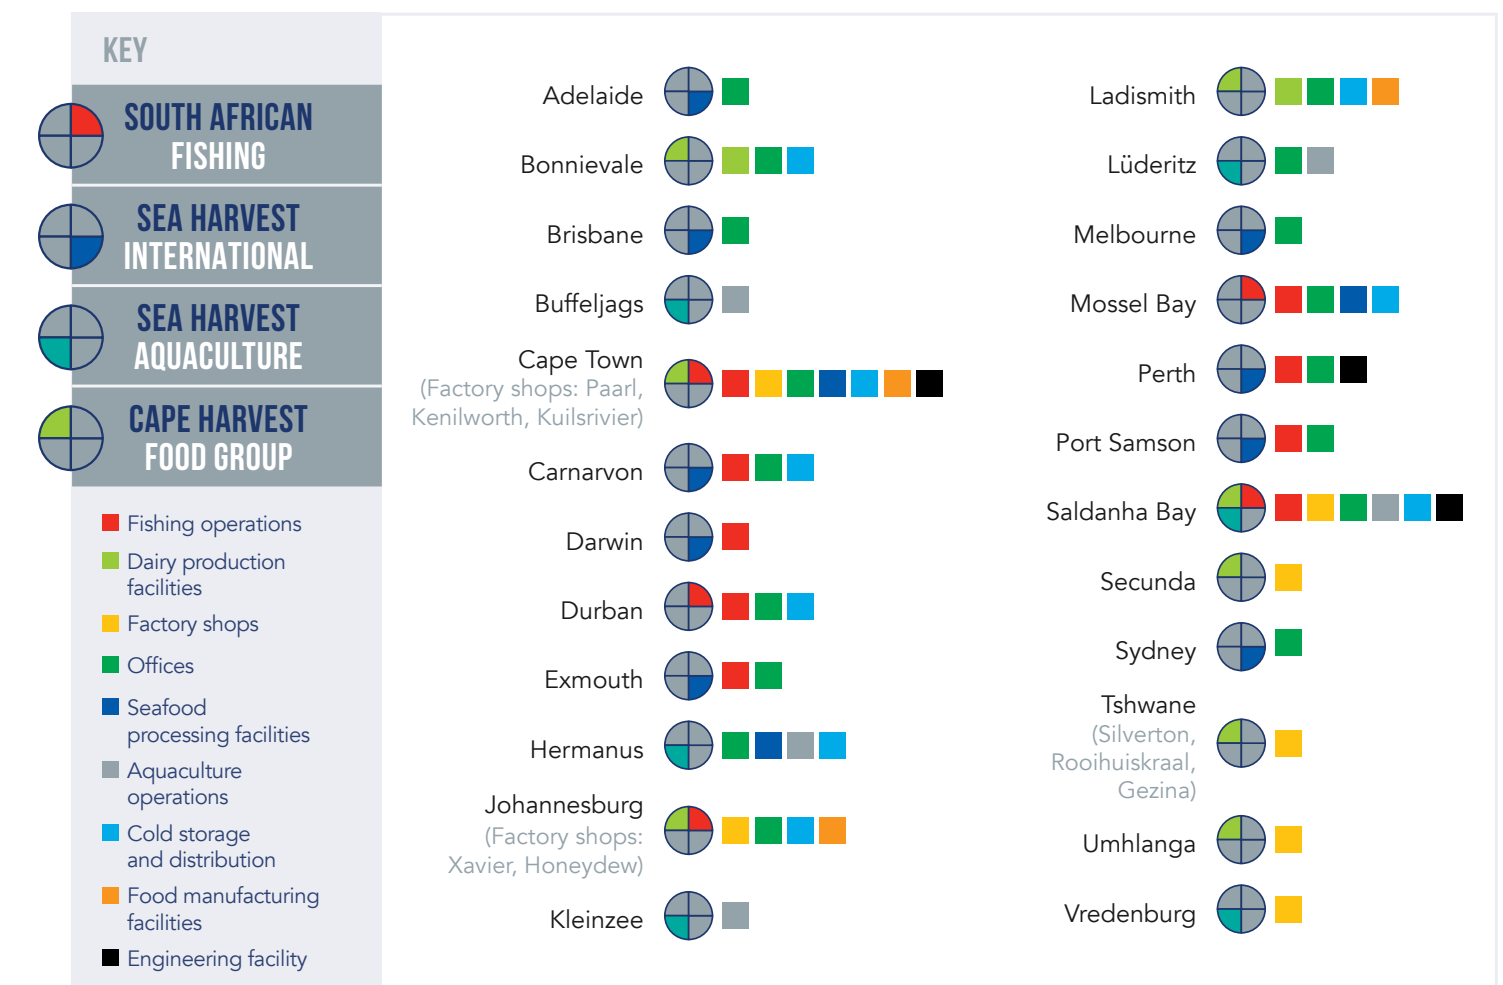 KEY
SOUTH AFRICAN
FISHING
SEA HARVEST
INTERNATIONAL
SEA HARVEST
AQUACULTURE
CAPE HARVEST
FOOD GROUP
Fishing operations
Dairy production
facilities
Factory shops
Offices
Seafood
processing facilities
Aquaculture
operations
Cold storage
and distribution
Food manufacturing
facilities
Engineering facility
Adelaide
Bonnievale
Brisbane
Buffeljags
Cape Town
(Factory shops: Paarl,
Kenilworth, Kuilsrivier)
Carnarvon
Darwin
Durban
Exmouth
Hermanus
Johannesburg
(Factory shops:
Xavier, Honeydew)
Kleinzee
Ladismith
Lüderitz
Melbourne
Mossel Bay
Perth
Port Samson
Saldanha Bay
Secunda
Sydney
Tshwane
(Silverton,
Rooihuiskraal,
Gezina)
Umhlanga
Vredenburg